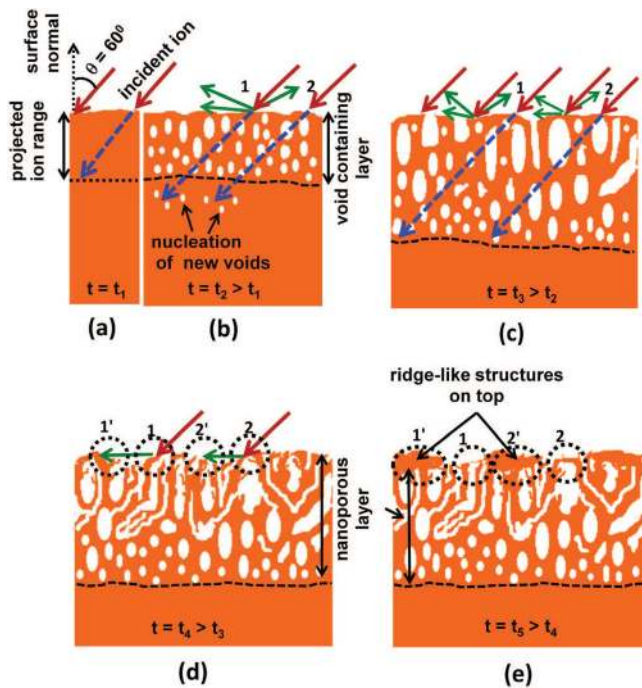 surface
normal
θ = 60⁰
incident ion
projected
ion range
1
2
void containing
layer
nucleation
of new voids
t = t₁
t = t₂ > t₁
(a)
(b)
1
2
t = t₃ > t₂
(c)
1'
1
2'
2
nanoporous
layer
t = t₄ > t₃
(d)
ridge-like structures
on top
1'
1
2'
2
t = t₅ > t₄
(e)